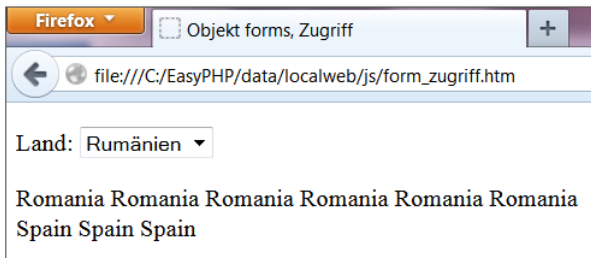 Firefox
Objekt forms, Zugriff
file:///C:/EasyPHP/data/localweb/js/form_zugriff.htm
Land: Rumänien
Romania Romania Romania Romania Romania Romania
Spain Spain Spain